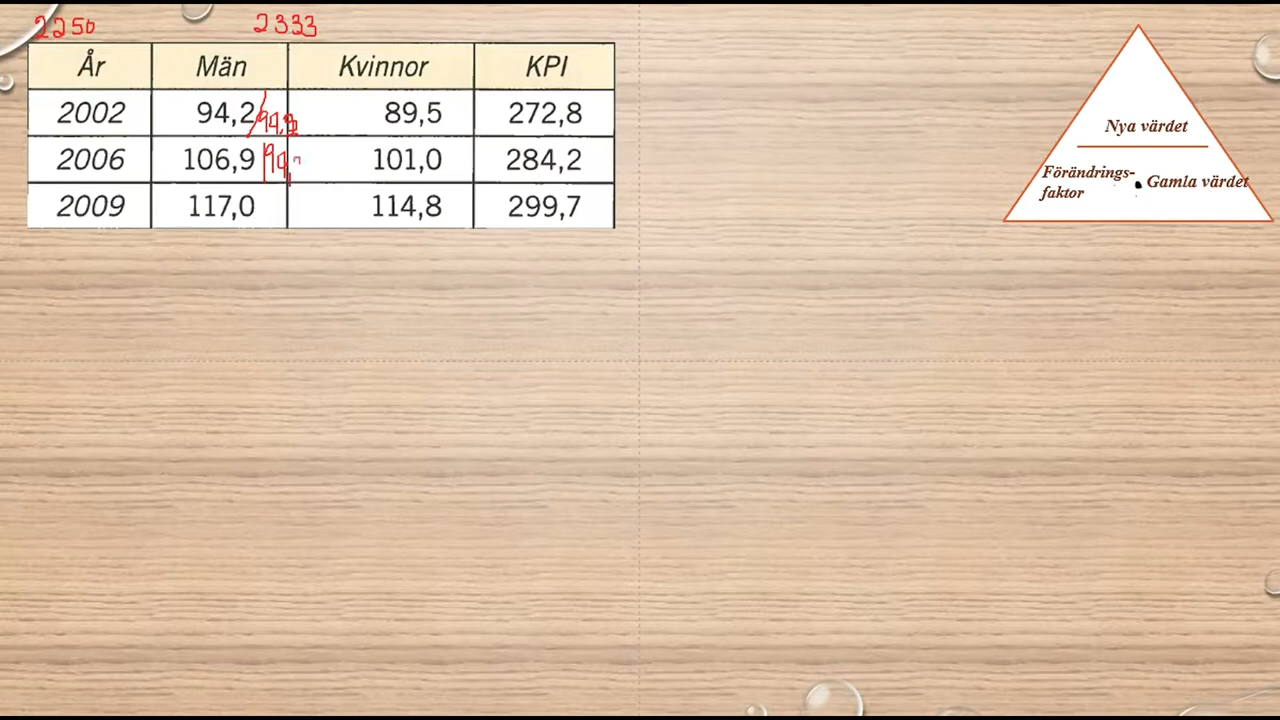 2250 2333
År Män Kvinnor KPI
2002 94,2 89,5 272,8
2006 106,9 101,0 284,2
2009 117,0 114,8 299,7
Nya värdet
Förändrings-
faktor
Gamla värdet